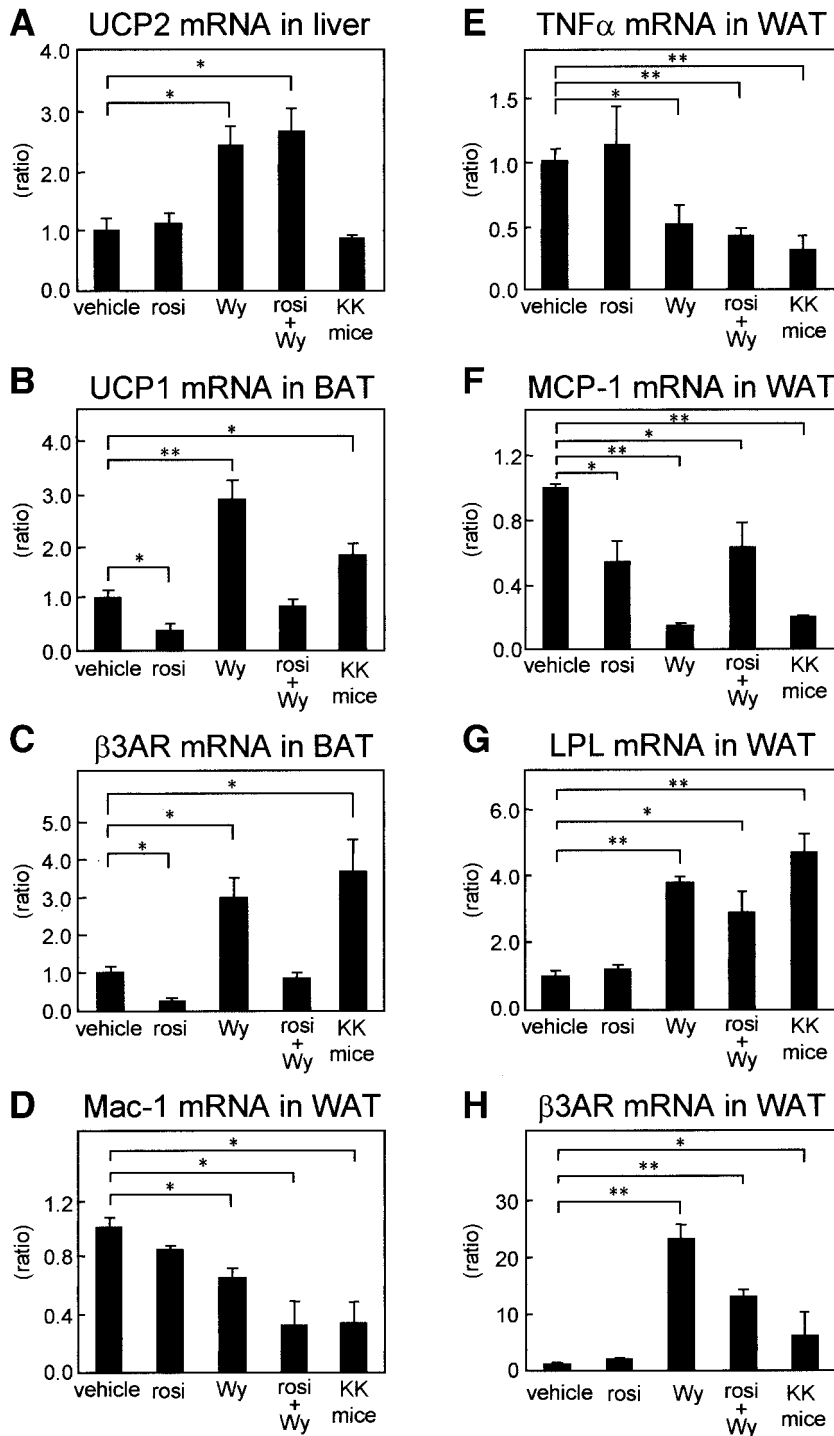 A UCP2 mRNA in liver
4.0
3.0
2.0
1.0
0.0
(ratio)
* *
vehicle rosi Wy rosi + Wy KK mice
B UCP1 mRNA in BAT
4.0
3.0
2.0
1.0
0.0
(ratio)
* ** *
vehicle rosi Wy rosi + Wy KK mice
C β3AR mRNA in BAT
5.0
3.0
1.0
0.0
(ratio)
* * *
vehicle rosi Wy rosi + Wy KK mice
D Mac-1 mRNA in WAT
1.2
0.8
0.4
0.0
(ratio)
* * *
vehicle rosi Wy rosi + Wy KK mice
E TNFα mRNA in WAT
1.5
1.0
0.5
0.0
(ratio)
** ** *
vehicle rosi Wy rosi + Wy KK mice
F MCP-1 mRNA in WAT
1.2
0.8
0.4
0.0
(ratio)
** * ** *
vehicle rosi Wy rosi + Wy KK mice
G LPL mRNA in WAT
6.0
4.0
2.0
0.0
(ratio)
** * **
vehicle rosi Wy rosi + Wy KK mice
H β3AR mRNA in WAT
30
20
10
0
(ratio)
* ** **
vehicle rosi Wy rosi + Wy KK mice